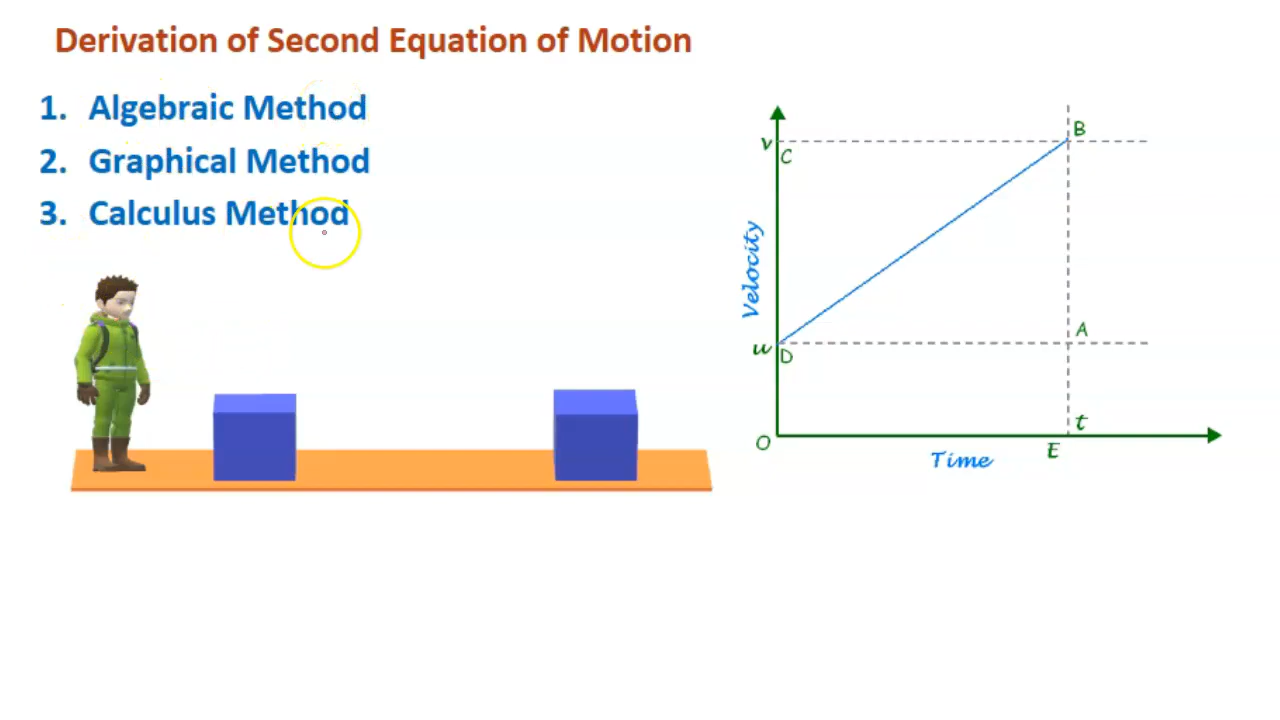 Derivation of Second Equation of Motion
1. Algebraic Method
2. Graphical Method
3. Calculus Method
B
v
C
Velocity
A
u
D
t
O
E
Time